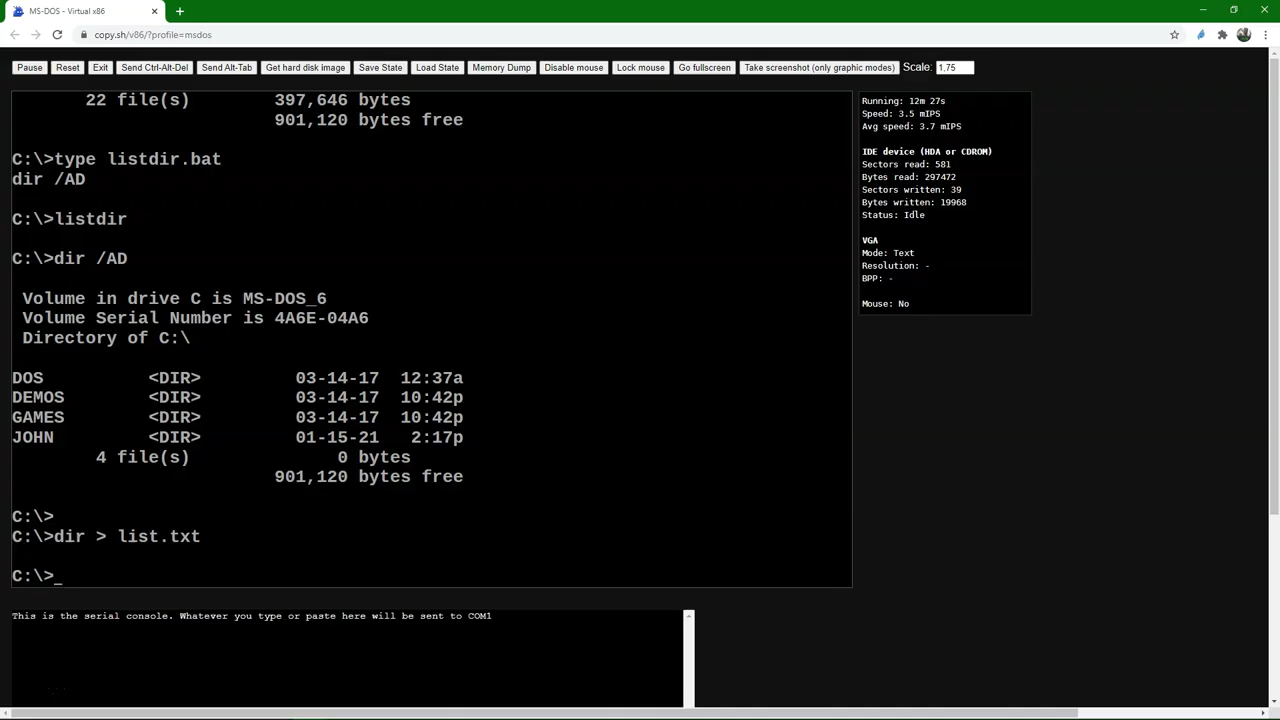 MS-DOS - Virtual x86
copy.sh/v86/?profile=msdos
Pause Reset Exit Send Ctrl-Alt-Del Send Alt-Tab Get hard disk image Save State Load State Memory Dump Disable mouse Lock mouse Go fullscreen Take screenshot (only graphic modes) Scale: 1,75
22 file(s) 397,646 bytes
901,120 bytes free
C:\>type listdir.bat
dir /AD
C:\>listdir
C:\>dir /AD
Volume in drive C is MS-DOS_6
Volume Serial Number is 4A6E-04A6
Directory of C:\
DOS <DIR> 03-14-17 12:37a
DEMOS <DIR> 03-14-17 10:42p
GAMES <DIR> 03-14-17 10:42p
JOHN <DIR> 01-15-21 2:17p
4 file(s) 0 bytes
901,120 bytes free
C:\>
C:\>dir > list.txt
C:\>_
Running: 12m 27s
Speed: 3.5 mIPS
Avg speed: 3.7 mIPS
IDE device (HDA or CDROM)
Sectors read: 581
Bytes read: 297472
Sectors written: 39
Bytes written: 19968
Status: Idle
VGA
Mode: Text
Resolution: -
BPP: -
Mouse: No
This is the serial console. Whatever you type or paste here will be sent to COM1